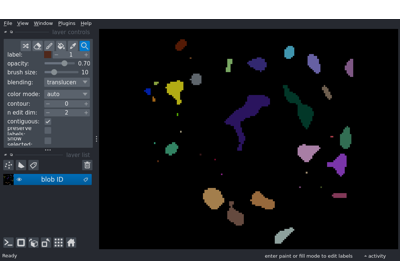 File View Window Plugins Help
layer controls
label: 1
opacity: 0.70
brush size: 10
blending: translucen
color mode: auto
contour: 0
n edit dim: 2
contiguous:
preserve labels:
show selected:
layer list
blob ID
Ready enter paint or fill mode to edit labels activity